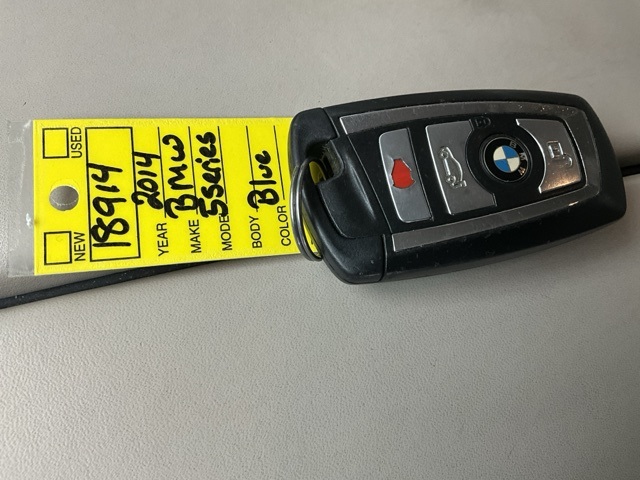 NEW USED
18914
YEAR 2014
MAKE BMW
MODEL 5series
BODY
COLOR Blue
BMW